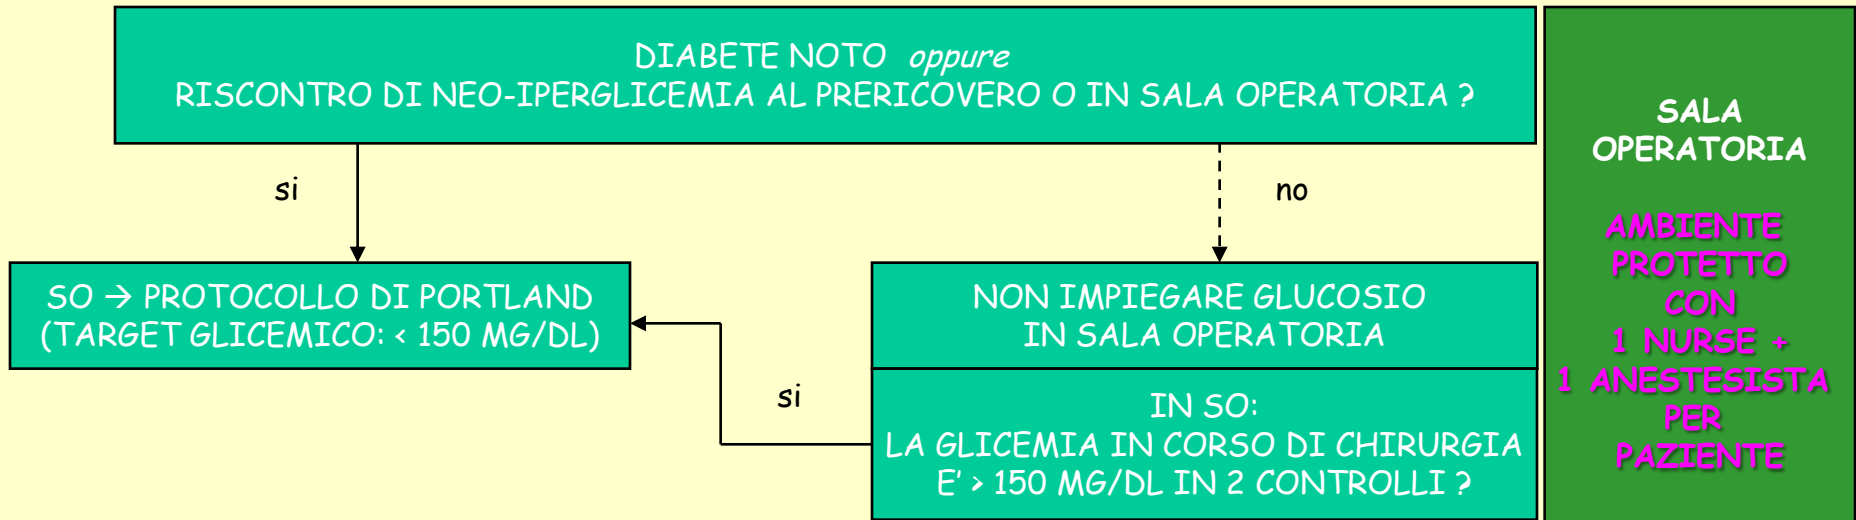 DIABETE NOTO oppure
RISCONTRO DI NEO-IPERGLICEMIA AL PRERICOVERO O IN SALA OPERATORIA ?
si
no
SO → PROTOCOLLO DI PORTLAND
(TARGET GLICEMICO: < 150 MG/DL)
NON IMPIEGARE GLUCOSIO
IN SALA OPERATORIA
si
IN SO:
LA GLICEMIA IN CORSO DI CHIRURGIA
E' > 150 MG/DL IN 2 CONTROLLI ?
SALA
OPERATORIA
AMBIENTE
PROTETTO
CON
1 NURSE +
1 ANESTESISTA
PER
PAZIENTE